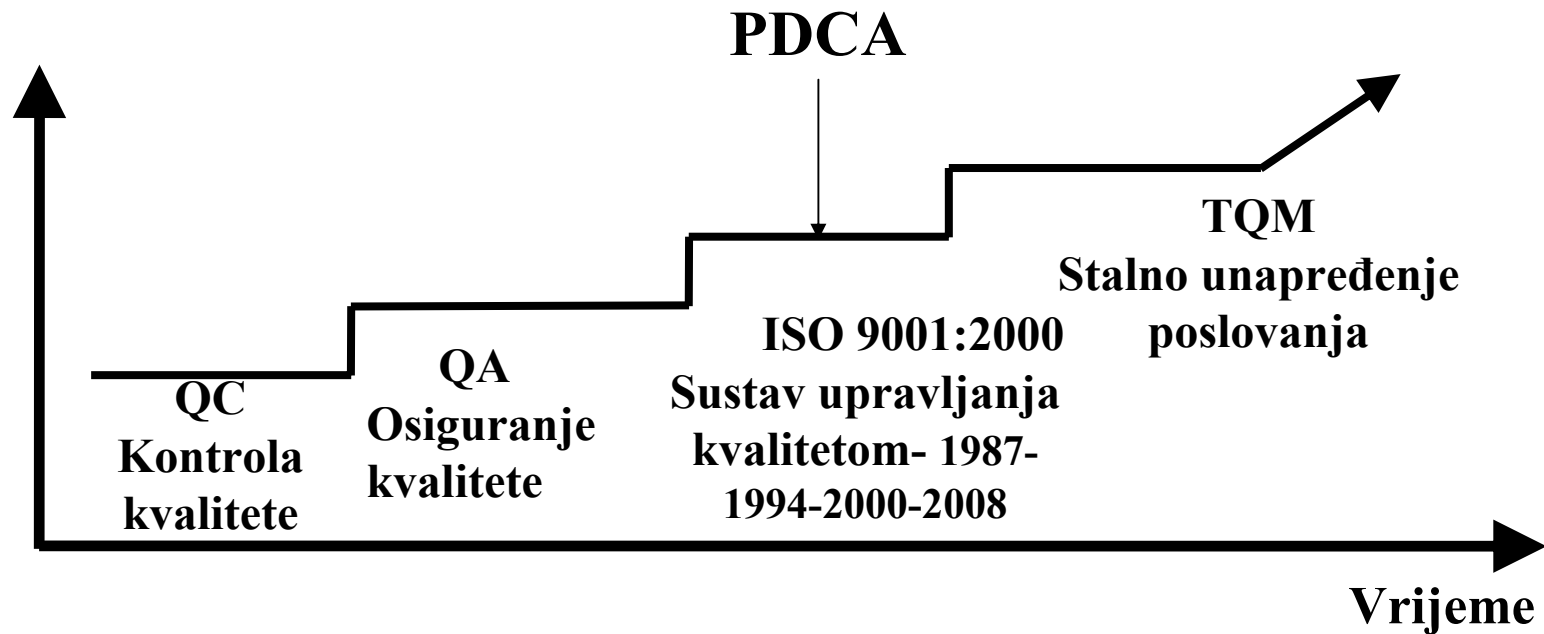 PDCA
QC
Kontrola
kvalitete
QA
Osiguranje
kvalitete
ISO 9001:2000
Sustav upravljanja
kvalitetom- 1987-
1994-2000-2008
TQM
Stalno unapređenje
poslovanja
Vrijeme